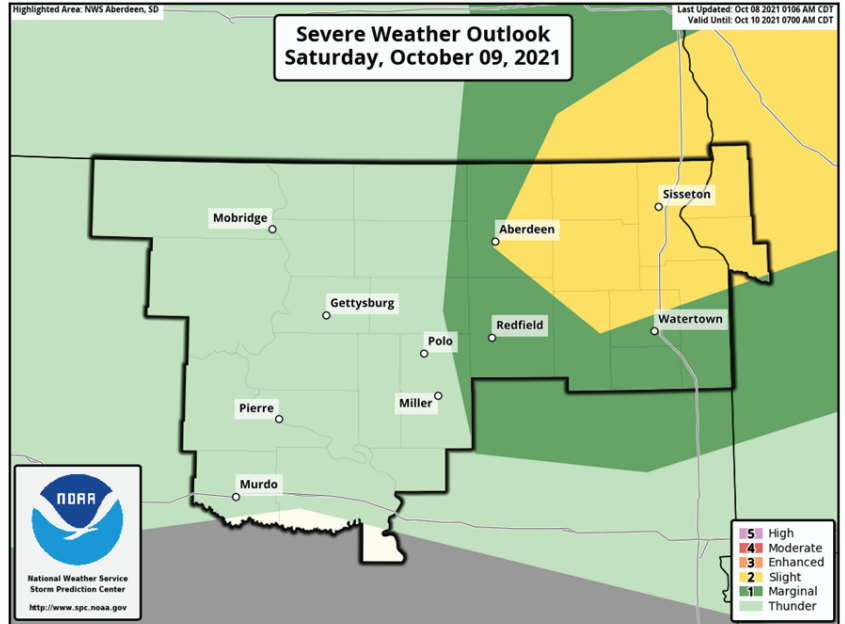 Highlighted Area: NWS Aberdeen, SD
Last Updated: Oct 08 2021 0106 AM CDT
Valid Until: Oct 10 2021 0700 AM CDT
Severe Weather Outlook
Saturday, October 09, 2021
Sisseton
Mobridge
Aberdeen
Gettysburg
Watertown
Redfield
Polo
Miller
Pierre
Murdo
NOAA
National Weather Service
Storm Prediction Center
http://www.spc.noaa.gov
5 High
4 Moderate
3 Enhanced
2 Slight
1 Marginal
Thunder